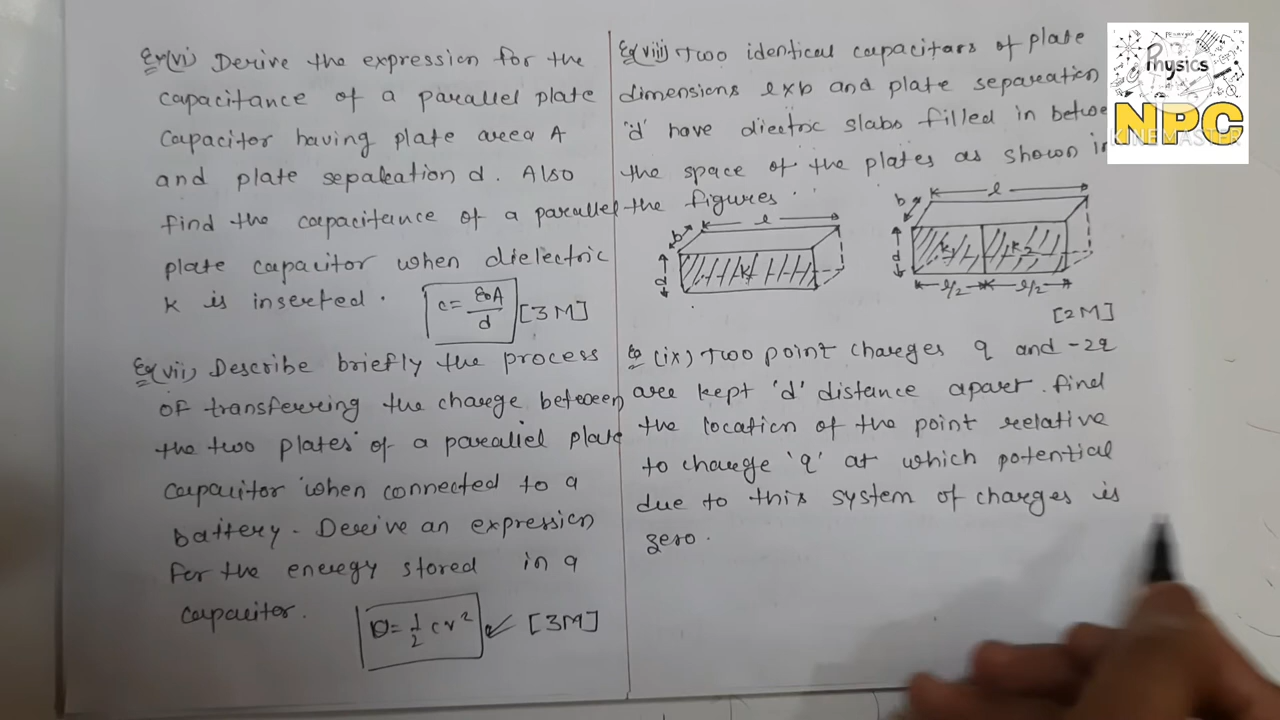 Ex(vi) Derive the expression for the
capacitance of a parallel plate
capacitor having plate area A
and plate separation d. Also
find the capacitance of a parallel
plate capacitor when dielectric
K is inserted.
C = ε0A/d [3M]
Ex(vii) Describe briefly the process
of transferring the charge between
the two plates of a parallel plate
capacitor when connected to a
battery. Derive an expression
for the energy stored in a
capacitor.
U = 1/2 cv² [3M]
Ex(viii) Two identical capacitors of plate
dimensions l×b and plate separation
'd' have diectric slabs filled in betwe
the space of the plates as shown in
the figures
b l
d K
b l
d K1 K2
l/2 l/2
[2M]
Ex (ix) Two point charges q and -2q
are kept 'd' distance apart. find
the location of the point relative
to charge 'q' at which potential
due to this system of charges is
zero.
Physics
NPC
KINEMASTER